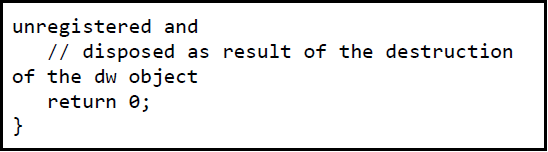 unregistered and
   // disposed as result of the destruction
of the dw object
   return 0;
}